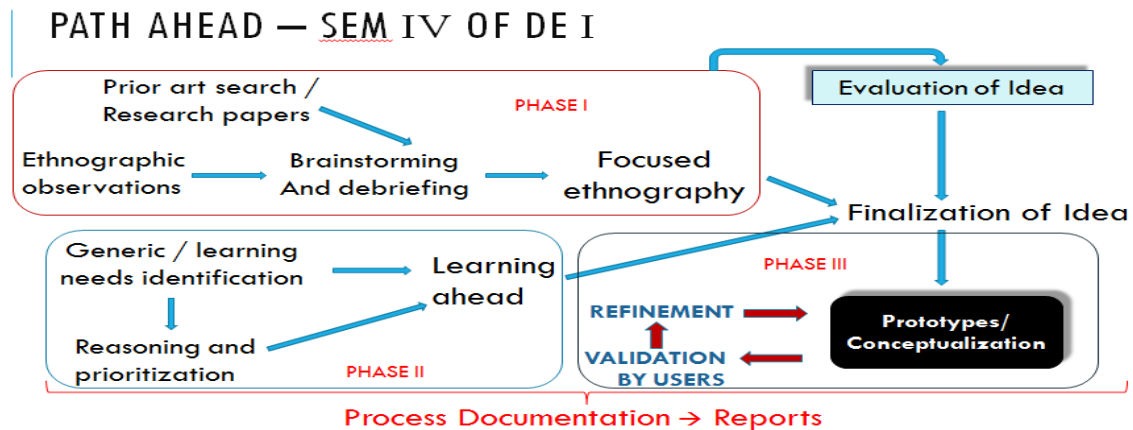 PATH AHEAD — SEM IV OF DE I
Prior art search /
Research papers
PHASE I
Ethnographic
observations
Brainstorming
And debriefing
Focused
ethnography
Evaluation of Idea
Finalization of Idea
Generic / learning
needs identification
Learning
ahead
Reasoning and
prioritization
PHASE II
PHASE III
REFINEMENT
VALIDATION
BY USERS
Prototypes/
Conceptualization
Process Documentation → Reports